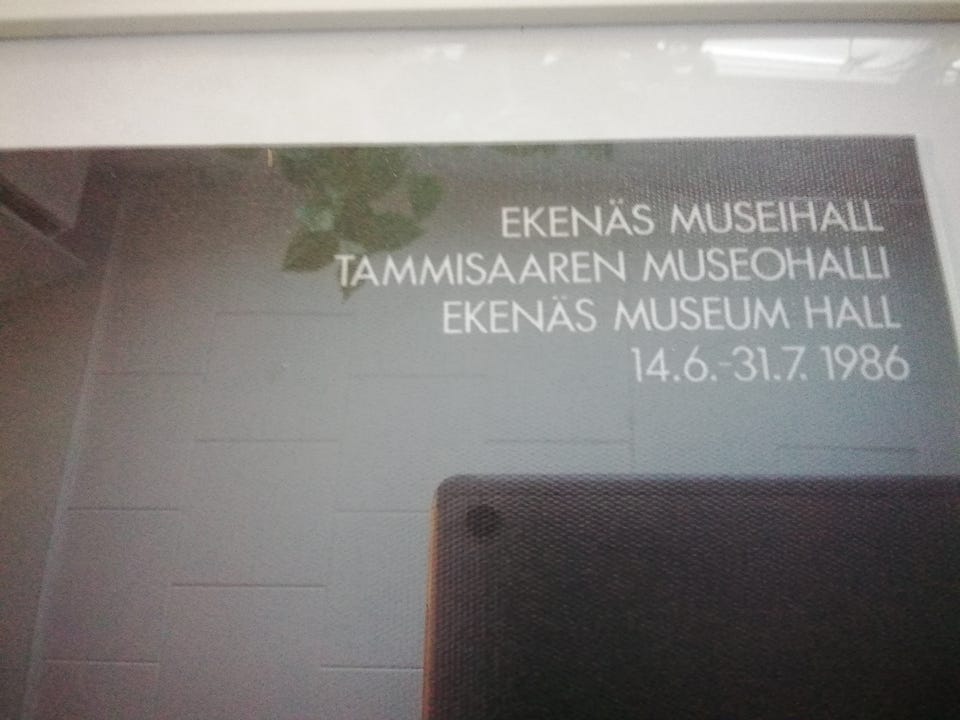 EKENÄS MUSEIHALL
TAMMISAAREN MUSEOHALLI
EKENÄS MUSEUM HALL
14.6.-31.7. 1986